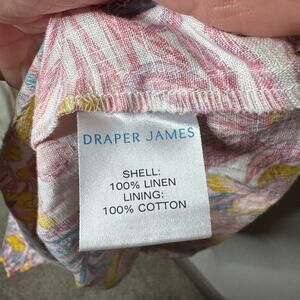 DRAPER JAMES
SHELL:
100% LINEN
LINING:
100% COTTON